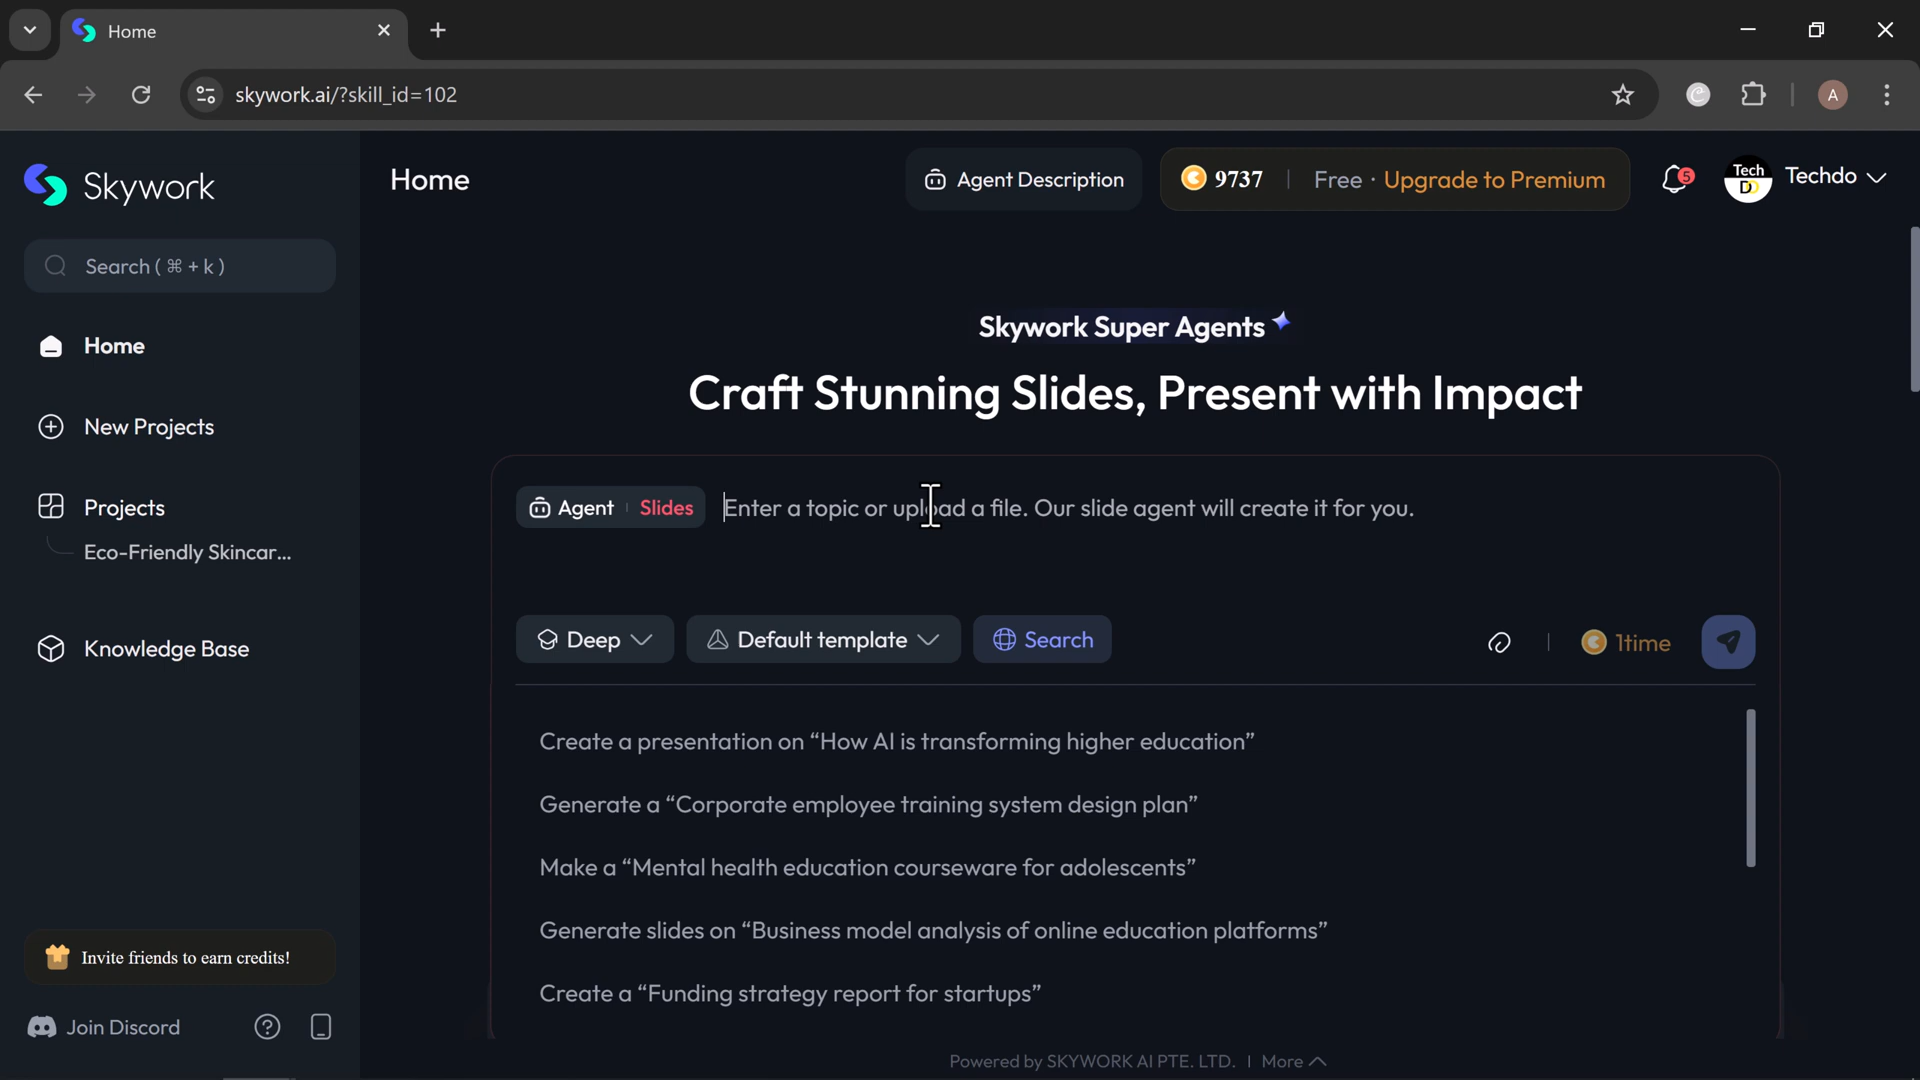 Home
skywork.ai/?skill_id=102
A
Skywork
Home
Agent Description
9737
Free · Upgrade to Premium
5
Tech
DO
Techdo
Search ( ⌘ + k )
Home
New Projects
Projects
Eco-Friendly Skincar...
Knowledge Base
Skywork Super Agents
Craft Stunning Slides, Present with Impact
Agent
Slides
Enter a topic or upload a file. Our slide agent will create it for you.
Deep
Default template
Search
1time
Create a presentation on “How AI is transforming higher education”
Generate a “Corporate employee training system design plan”
Make a “Mental health education courseware for adolescents”
Generate slides on “Business model analysis of online education platforms”
Create a “Funding strategy report for startups”
Invite friends to earn credits!
Join Discord
Powered by SKYWORK AI PTE. LTD. | More